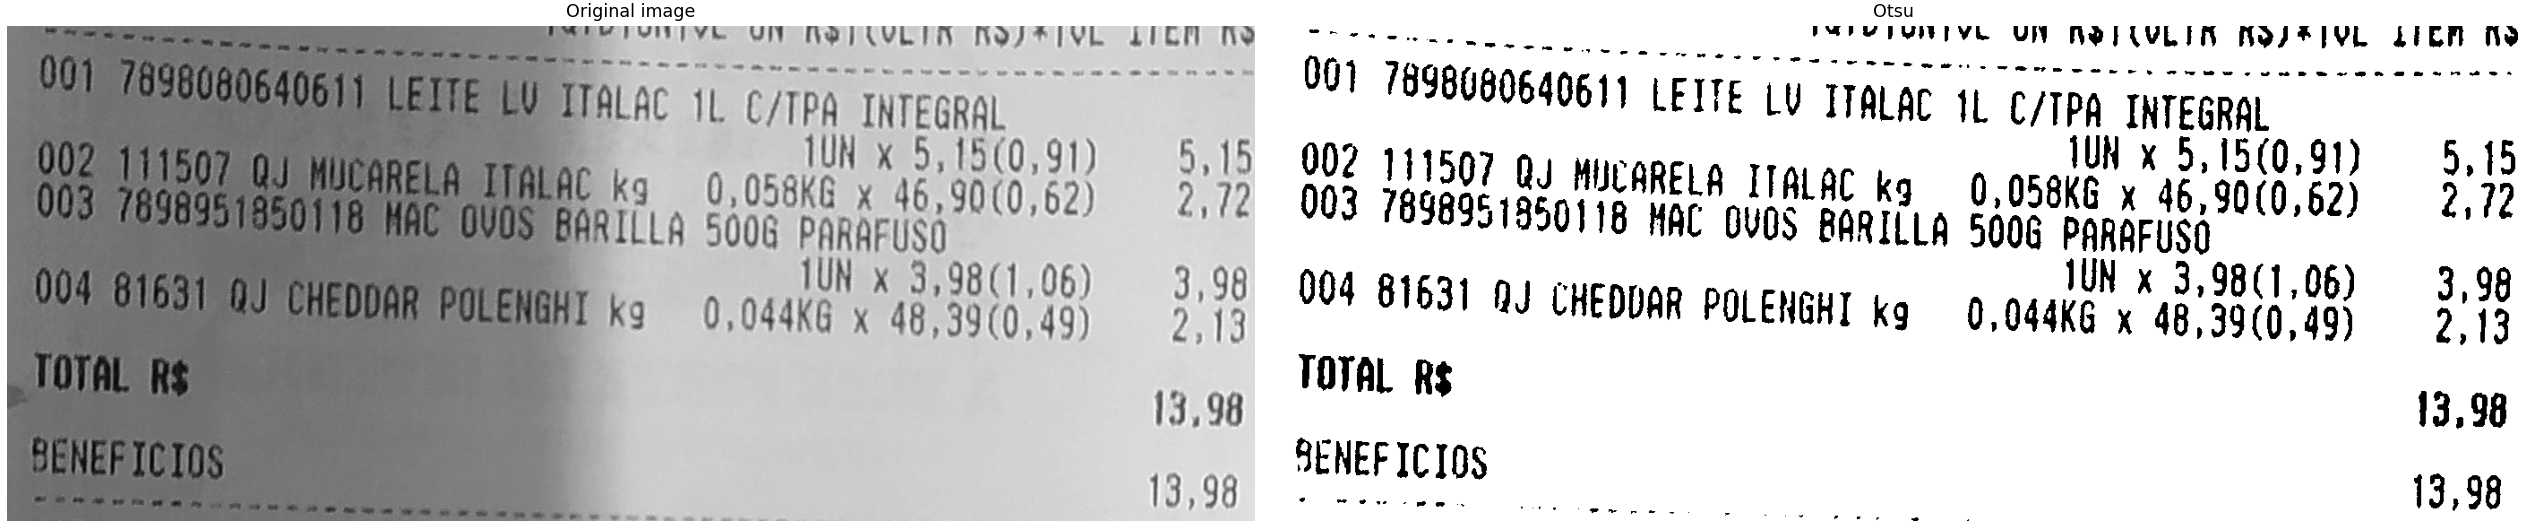 Original image
QTD|UN|VL UN R$|(VLTR R$)*|VL ITEM R$
001 7898080640611 LEITE LV ITALAC 1L C/TPA INTEGRAL
1UN x 5,15(0,91) 5,15
002 111507 QJ MUCARELA ITALAC kg 0,058KG x 46,90(0,62) 2,72
003 7898951850118 MAC OVOS BARILLA 500G PARAFUSO
1UN x 3,98(1,06) 3,98
004 81631 QJ CHEDDAR POLENGHI kg 0,044KG x 48,39(0,49) 2,13
TOTAL R$
13,98
BENEFICIOS
13,98
Otsu
QTD|UN|VL UN R$|(VLTR R$)*|VL ITEM R$
001 7898080640611 LEITE LV ITALAC 1L C/TPA INTEGRAL
1UN x 5,15(0,91) 5,15
002 111507 QJ MUCARELA ITALAC kg 0,058KG x 46,90(0,62) 2,72
003 7898951850118 MAC OVOS BARILLA 500G PARAFUSO
1UN x 3,98(1,06) 3,98
004 81631 QJ CHEDDAR POLENGHI kg 0,044KG x 48,39(0,49) 2,13
TOTAL R$
13,98
BENEFICIOS
13,98